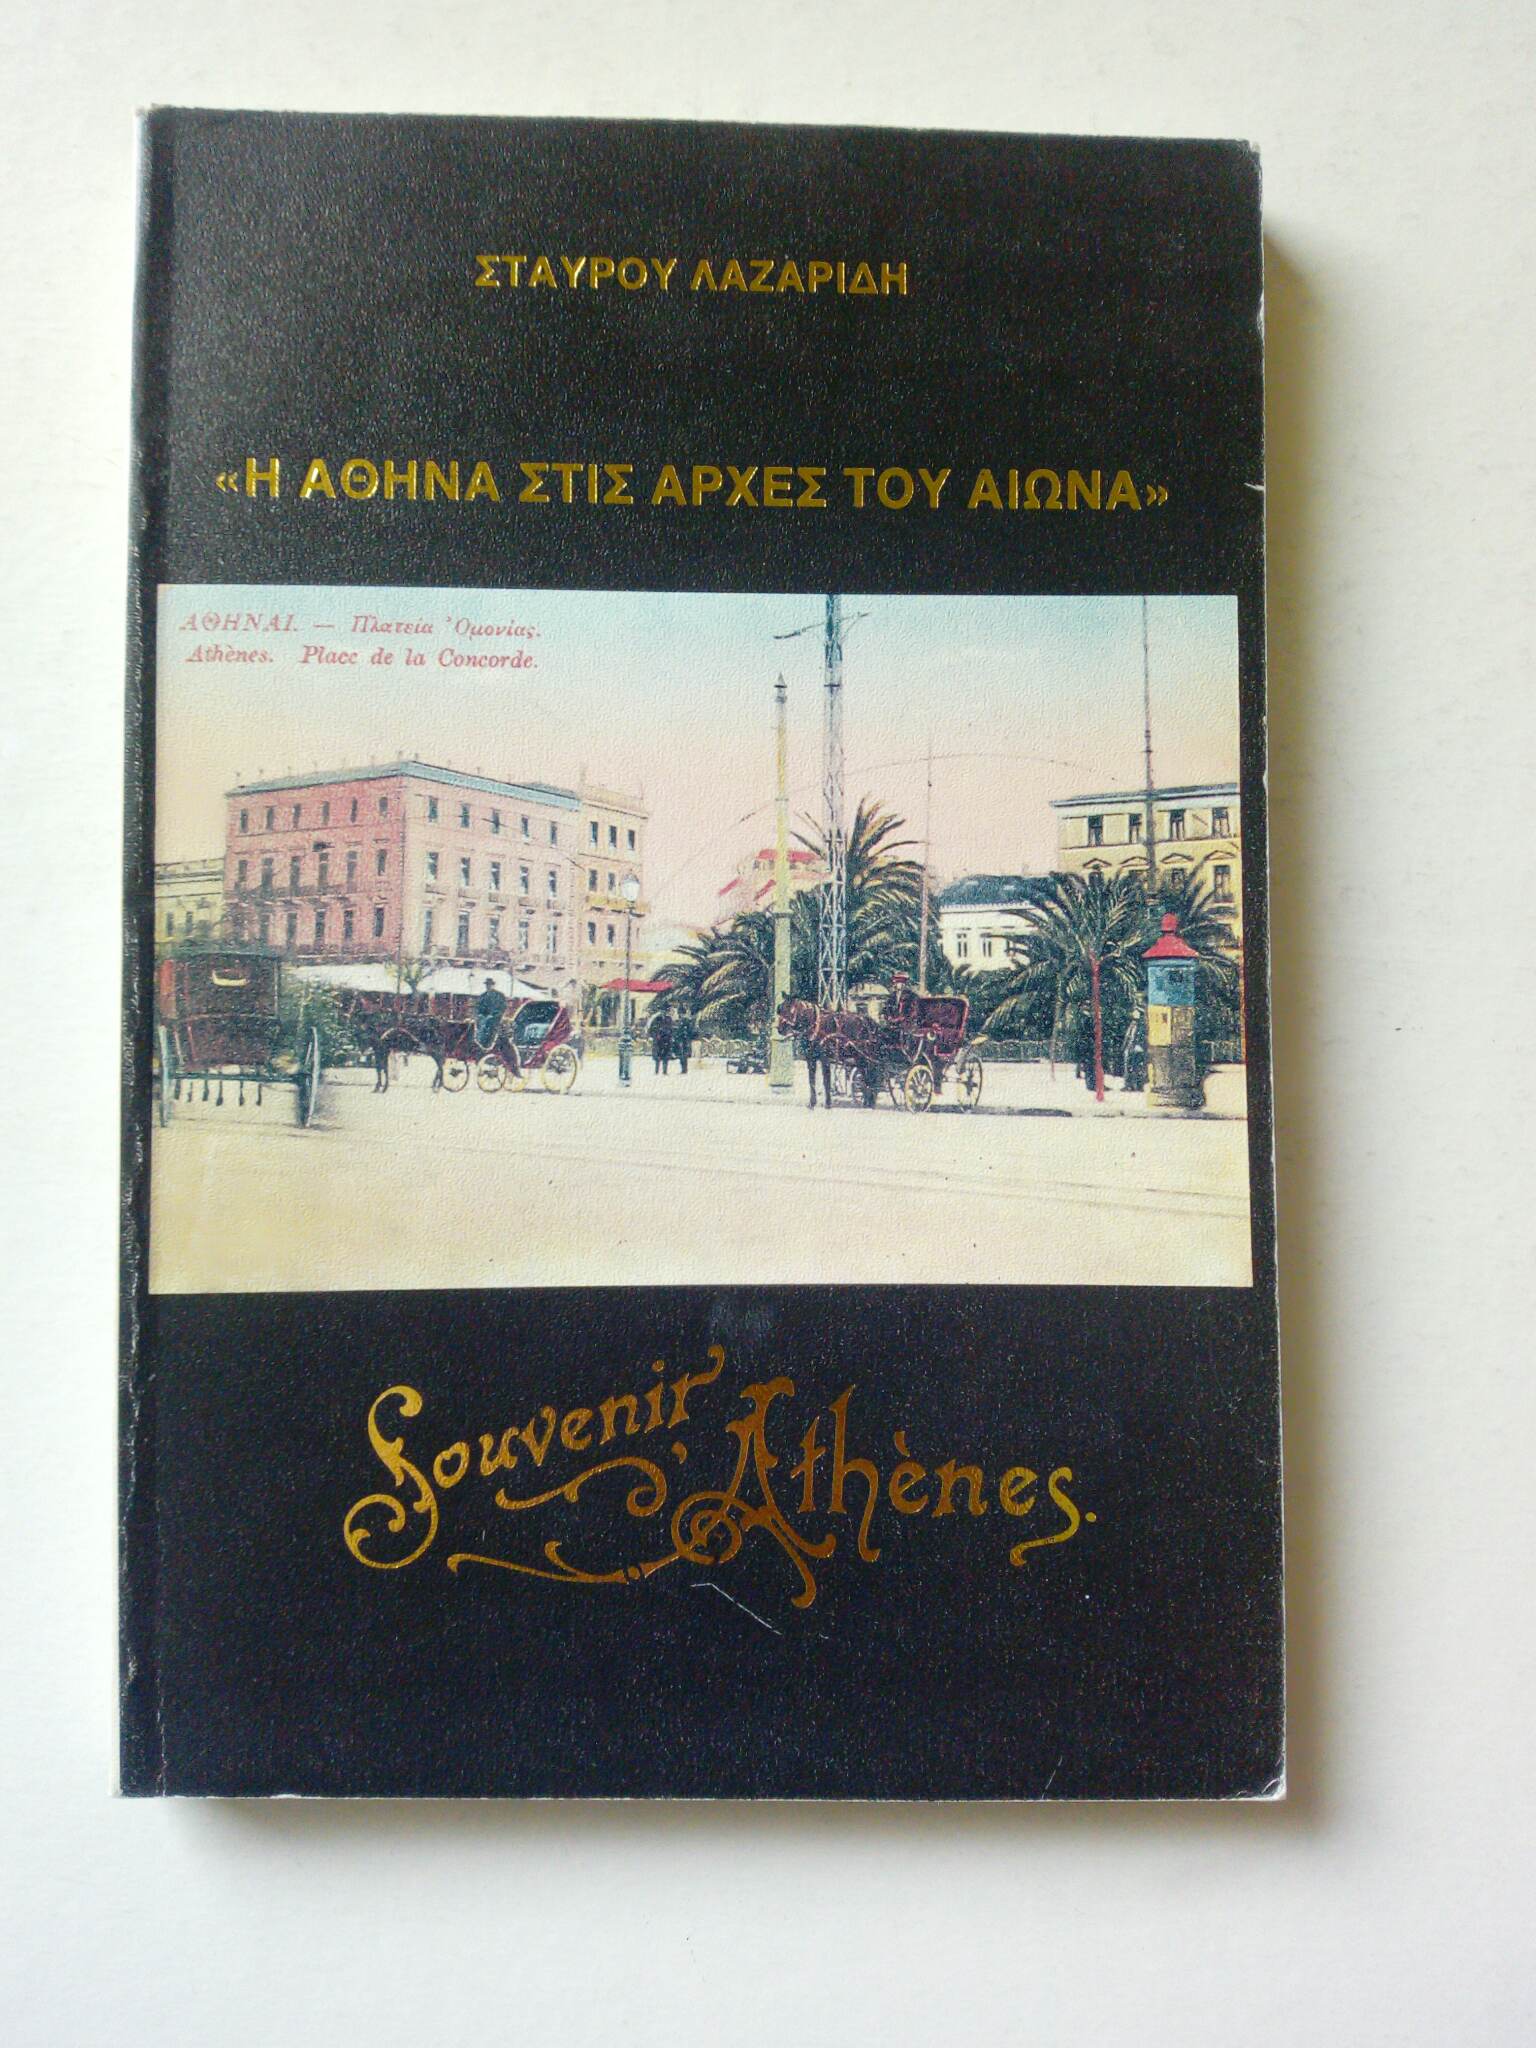 ΣΤΑΥΡΟΥ ΛΑΖΑΡΙΔΗ
«Η ΑΘΗΝΑ ΣΤΙΣ ΑΡΧΕΣ ΤΟΥ ΑΙΩΝΑ»
ΑΘΗΝΑΙ. — Πλατεία Ὁμονίας.
Athènes. Place de la Concorde.
Souvenir
d'Athènes.